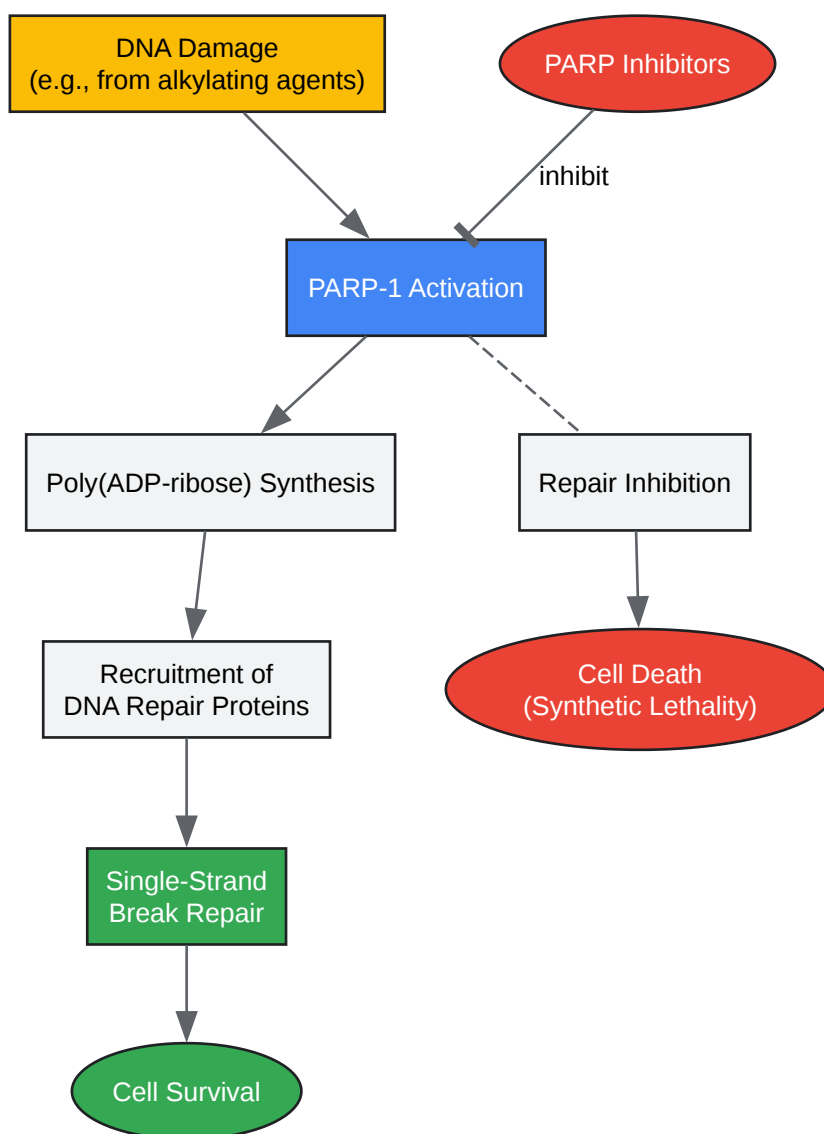 DNA Damage
(e.g., from alkylating agents)
PARP Inhibitors
inhibit
PARP-1 Activation
Poly(ADP-ribose) Synthesis
Repair Inhibition
Recruitment of
DNA Repair Proteins
Cell Death
(Synthetic Lethality)
Single-Strand
Break Repair
Cell Survival